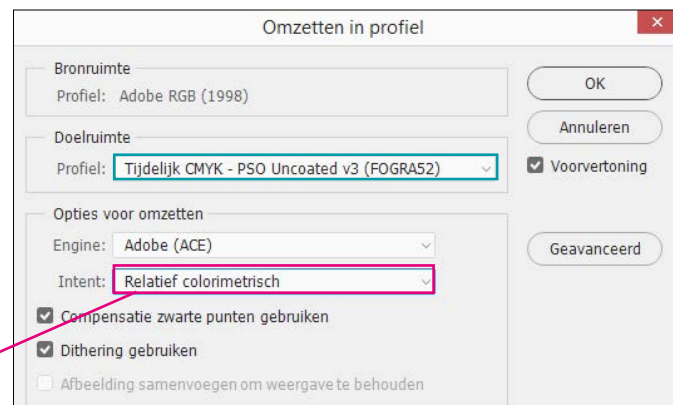 Omzetten in profiel
Bronruimte
Profiel: Adobe RGB (1998)
OK
Annuleren
Voorvertoning
Doelruimte
Profiel: Tijdelijk CMYK - PSO Uncoated v3 (FOGRA52)
Opties voor omzetten
Engine: Adobe (ACE)
Geavanceerd
Intent: Relatief colorimetrisch
Compensatie zwarte punten gebruiken
Dithering gebruiken
Afbeelding samenvoegen om weergave te behouden